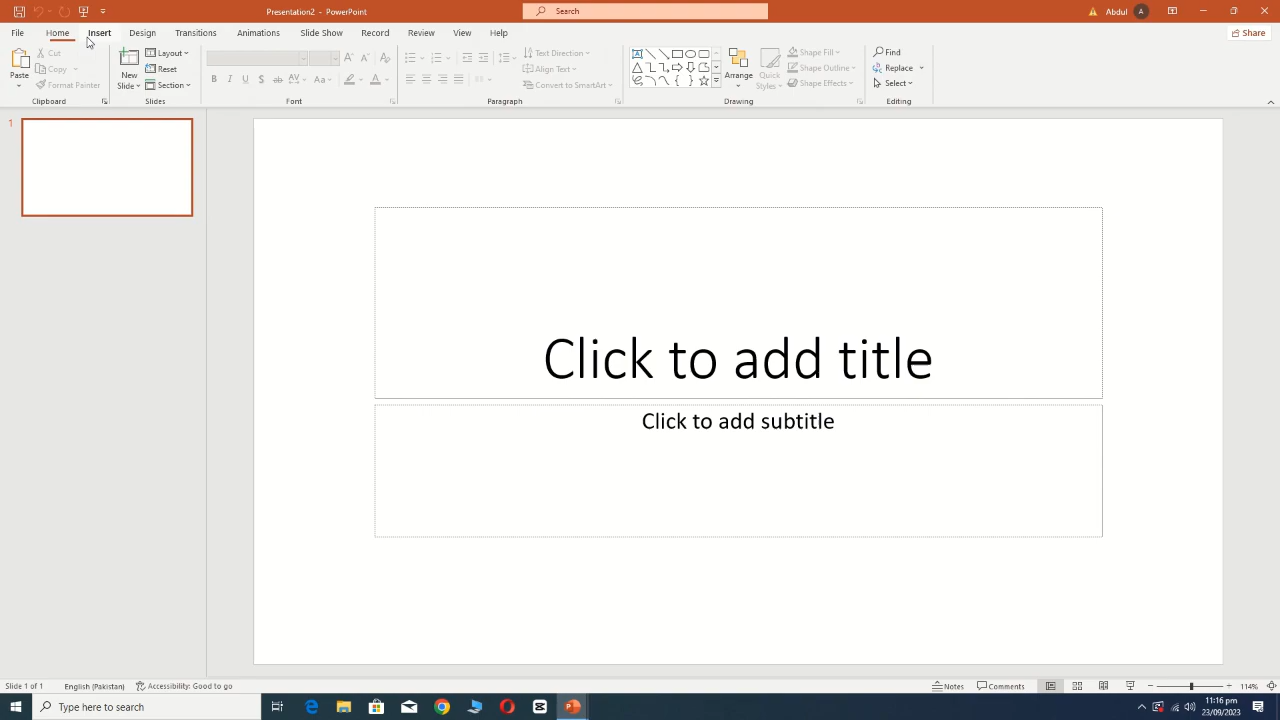 Presentation2 - PowerPoint
Search
Abdul
A
File
Home
Insert
Design
Transitions
Animations
Slide Show
Record
Review
View
Help
Share
Paste
Cut
Copy
Format Painter
Clipboard
New
Slide
Layout
Reset
Section
Slides
B I U S ab AV Aa A
Font
Text Direction
Align Text
Convert to SmartArt
Paragraph
Arrange
Quick
Styles
Shape Fill
Shape Outline
Shape Effects
Drawing
Find
Replace
Select
Editing
1
Click to add title
Click to add subtitle
Slide 1 of 1
English (Pakistan)
Accessibility: Good to go
Notes
Comments
114%
Type here to search
11:16 pm
23/09/2023